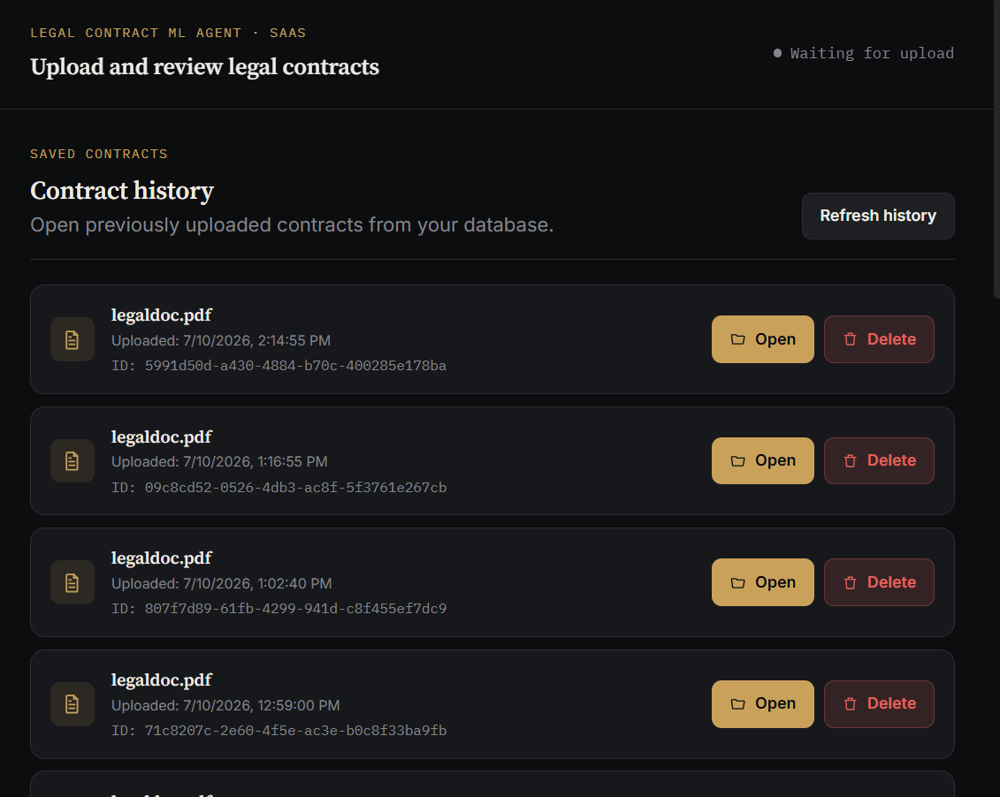 LEGAL CONTRACT ML AGENT · SAAS
Upload and review legal contracts
Waiting for upload
SAVED CONTRACTS
Contract history
Open previously uploaded contracts from your database.
Refresh history
legaldoc.pdf
Uploaded: 7/10/2026, 2:14:55 PM
ID: 5991d50d-a430-4884-b70c-400285e178ba
Open
Delete
legaldoc.pdf
Uploaded: 7/10/2026, 1:16:55 PM
ID: 09c8cd52-0526-4db3-ac8f-5f3761e267cb
Open
Delete
legaldoc.pdf
Uploaded: 7/10/2026, 1:02:40 PM
ID: 807f7d89-61fb-4299-941d-c8f455ef7dc9
Open
Delete
legaldoc.pdf
Uploaded: 7/10/2026, 12:59:00 PM
ID: 71c8207c-2e60-4f5e-ac3e-b0c8f33ba9fb
Open
Delete